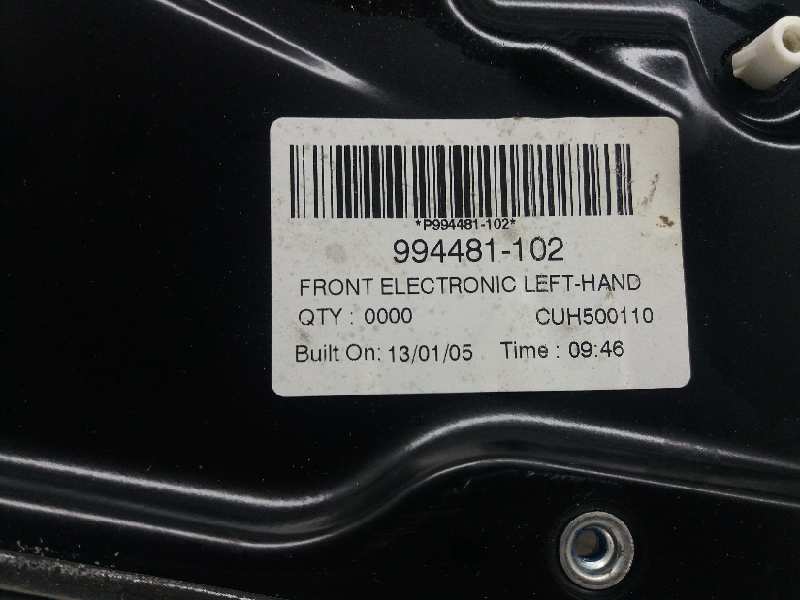 *P994481-102*
994481-102
FRONT ELECTRONIC LEFT-HAND
QTY : 0000 CUH500110
Built On: 13/01/05 Time : 09:46